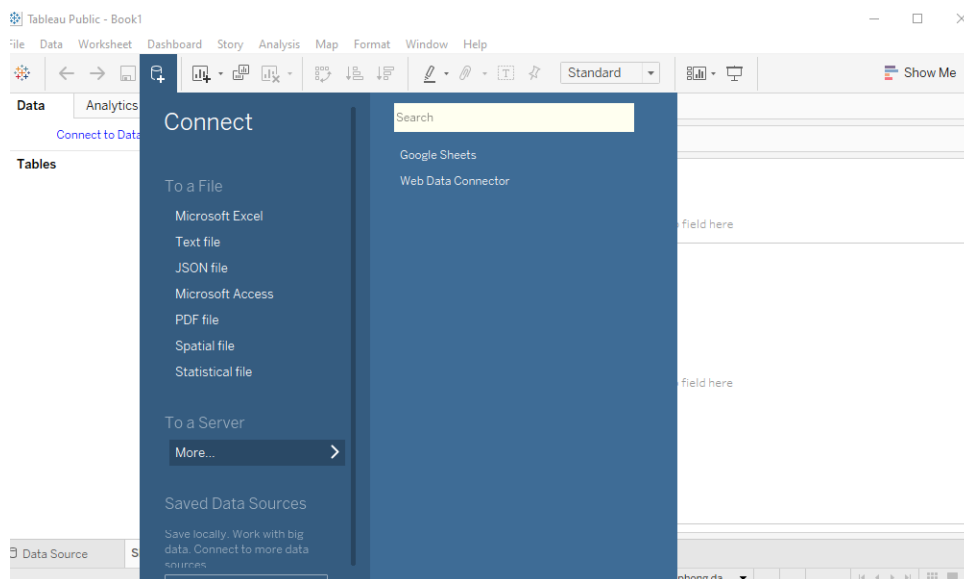 Tableau Public - Book1
File Data Worksheet Dashboard Story Analysis Map Format Window Help
Standard
Show Me
Data Analytics
Connect to Data
Tables
Connect
To a File
Microsoft Excel
Text file
JSON file
Microsoft Access
PDF file
Spatial file
Statistical file
To a Server
More...
Saved Data Sources
Save locally. Work with big
data. Connect to more data
sources
Search
Google Sheets
Web Data Connector
field here
field here
Data Source